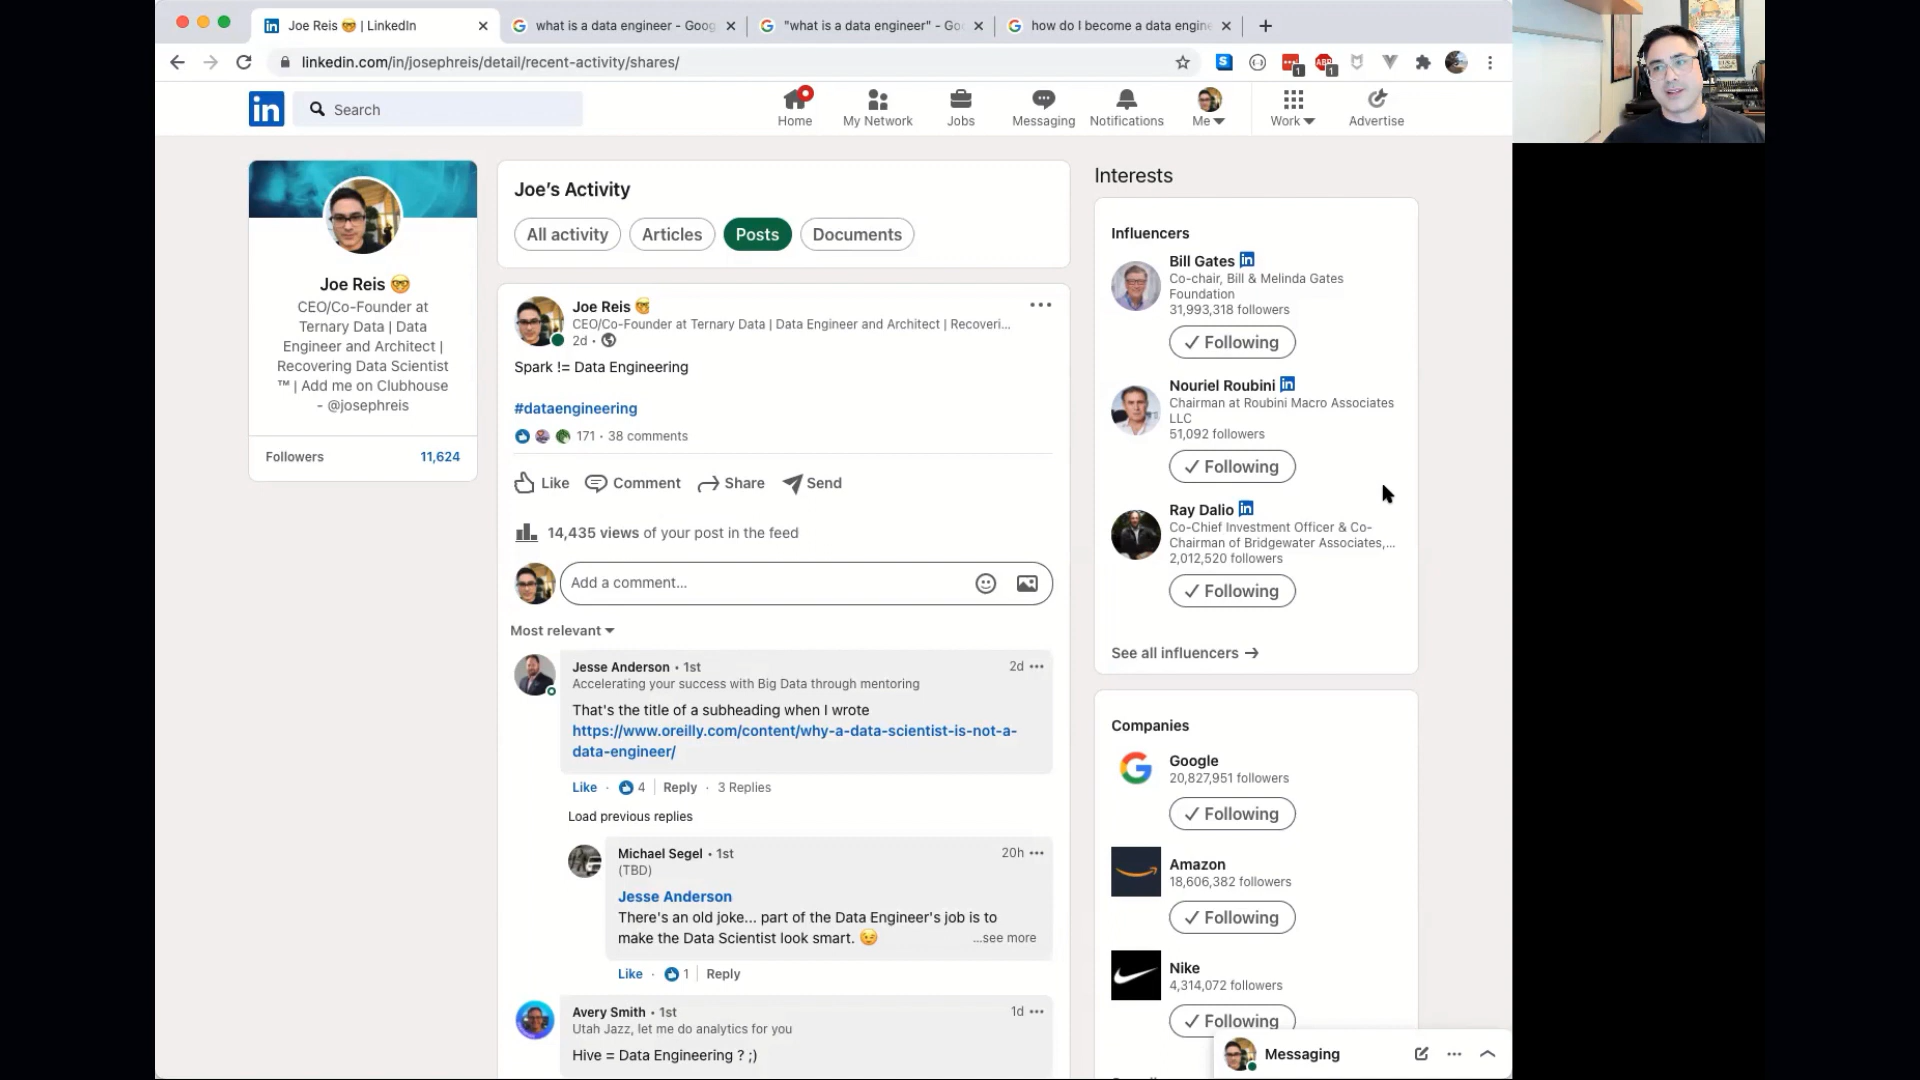 Joe Reis 🤓 | LinkedIn
what is a data engineer - Goog
"what is a data engineer" - Go
how do I become a data engine
linkedin.com/in/josephreis/detail/recent-activity/shares/
1
1
in
Search
Home
My Network
Jobs
Messaging
Notifications
Me
Work
Advertise
Joe Reis 🤓
CEO/Co-Founder at
Ternary Data | Data
Engineer and Architect |
Recovering Data Scientist
™ | Add me on Clubhouse
- @josephreis
Followers 11,624
Joe's Activity
All activity
Articles
Posts
Documents
Joe Reis 🤓
CEO/Co-Founder at Ternary Data | Data Engineer and Architect | Recoveri...
2d •
Spark != Data Engineering
#dataengineering
171 • 38 comments
Like
Comment
Share
Send
14,435 views of your post in the feed
Add a comment...
Most relevant
Jesse Anderson • 1st
2d
Accelerating your success with Big Data through mentoring
That's the title of a subheading when I wrote
https://www.oreilly.com/content/why-a-data-scientist-is-not-a-
data-engineer/
Like · 4 | Reply · 3 Replies
Load previous replies
Michael Segel • 1st
20h
(TBD)
Jesse Anderson
There's an old joke... part of the Data Engineer's job is to
make the Data Scientist look smart. 😉
...see more
Like · 1 | Reply
Avery Smith • 1st
1d
Utah Jazz, let me do analytics for you
Hive = Data Engineering ? ;)
Interests
Influencers
Bill Gates in
Co-chair, Bill & Melinda Gates
Foundation
31,993,318 followers
✓ Following
Nouriel Roubini in
Chairman at Roubini Macro Associates
LLC
51,092 followers
✓ Following
Ray Dalio in
Co-Chief Investment Officer & Co-
Chairman of Bridgewater Associates,...
2,012,520 followers
✓ Following
See all influencers →
Companies
Google
20,827,951 followers
✓ Following
Amazon
18,606,382 followers
✓ Following
Nike
4,314,072 followers
✓ Following
Messaging